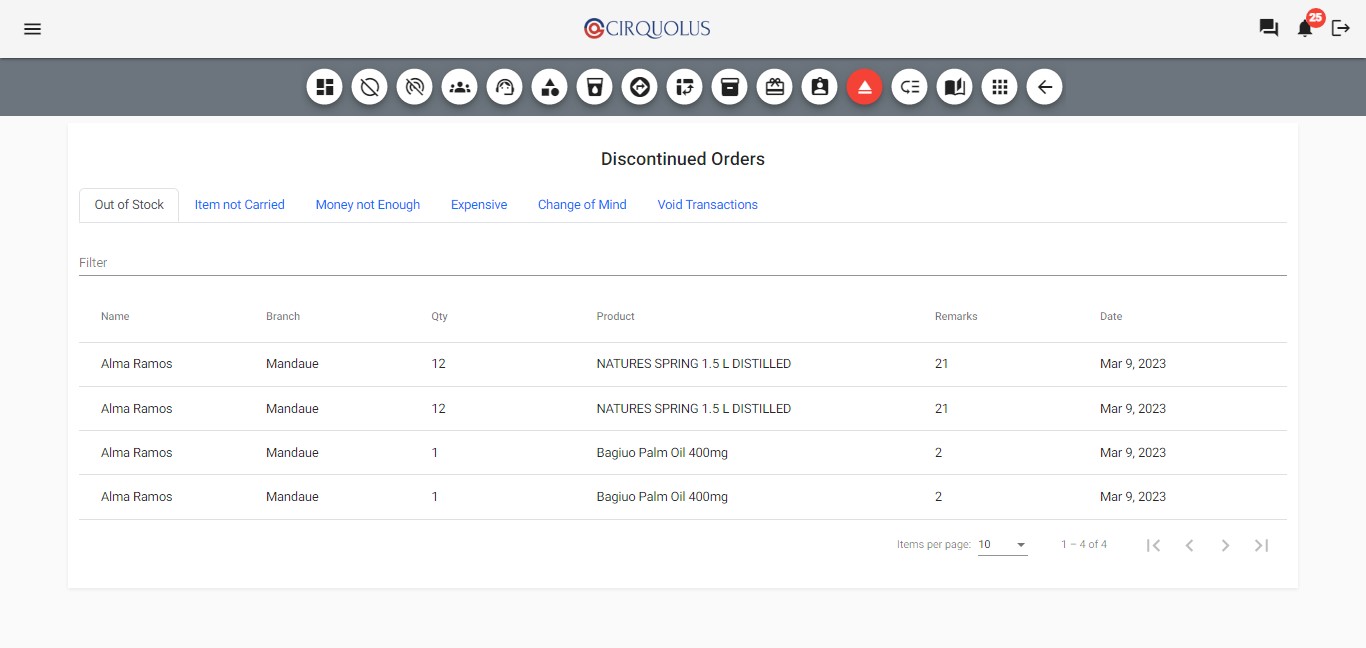 CIRQUOLUS
25
Discontinued Orders
Out of Stock Item not Carried Money not Enough Expensive Change of Mind Void Transactions
Filter
Name Branch Qty Product Remarks Date
Alma Ramos Mandaue 12 NATURES SPRING 1.5 L DISTILLED 21 Mar 9, 2023
Alma Ramos Mandaue 12 NATURES SPRING 1.5 L DISTILLED 21 Mar 9, 2023
Alma Ramos Mandaue 1 Bagiuo Palm Oil 400mg 2 Mar 9, 2023
Alma Ramos Mandaue 1 Bagiuo Palm Oil 400mg 2 Mar 9, 2023
Items per page: 10 1 – 4 of 4